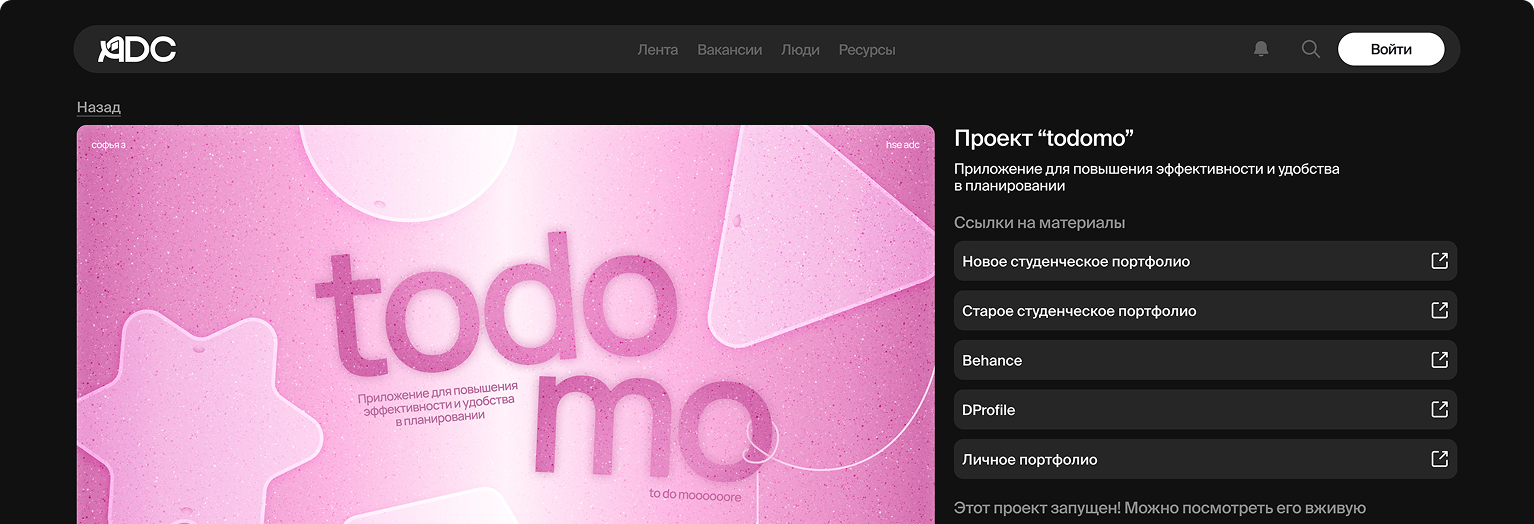 ADC
Лента Вакансии Люди Ресурсы
Войти
Назад
софья з
hse adc
todo
mo
Приложение для повышения
эффективности и удобства
в планировании
to do moooooore
Проект “todomo”
Приложение для повышения эффективности и удобства
в планировании
Ссылки на материалы
Новое студенческое портфолио
Старое студенческое портфолио
Behance
DProfile
Личное портфолио
Этот проект запущен! Можно посмотреть его вживую